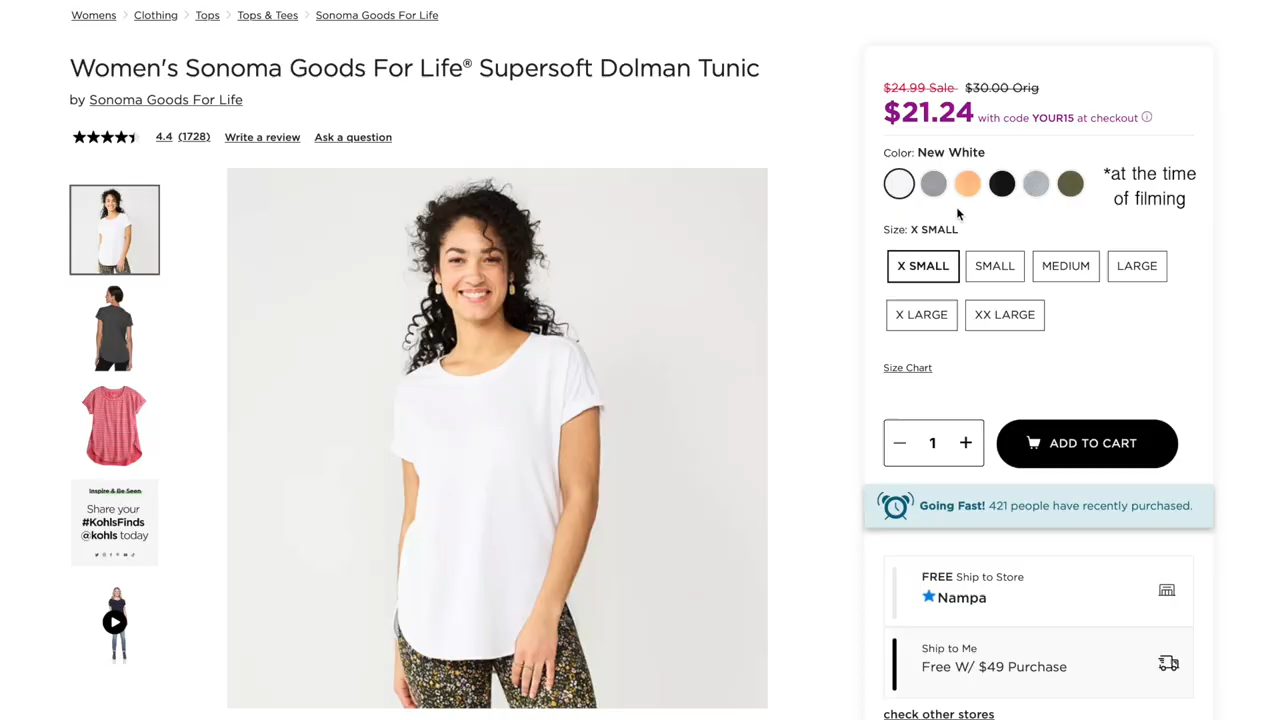 Womens > Clothing > Tops > Tops & Tees > Sonoma Goods For Life
Women's Sonoma Goods For Life® Supersoft Dolman Tunic
by Sonoma Goods For Life
4.4 (1728) Write a review Ask a question
Inspire & Be Seen
Share your
#KohlsFinds
@kohls today
$24.99 Sale $30.00 Orig
$21.24 with code YOUR15 at checkout
Color: New White
*at the time
of filming
Size: X SMALL
X SMALL SMALL MEDIUM LARGE
X LARGE XX LARGE
Size Chart
1 ADD TO CART
Going Fast! 421 people have recently purchased.
FREE Ship to Store
Nampa
Ship to Me
Free W/ $49 Purchase
check other stores